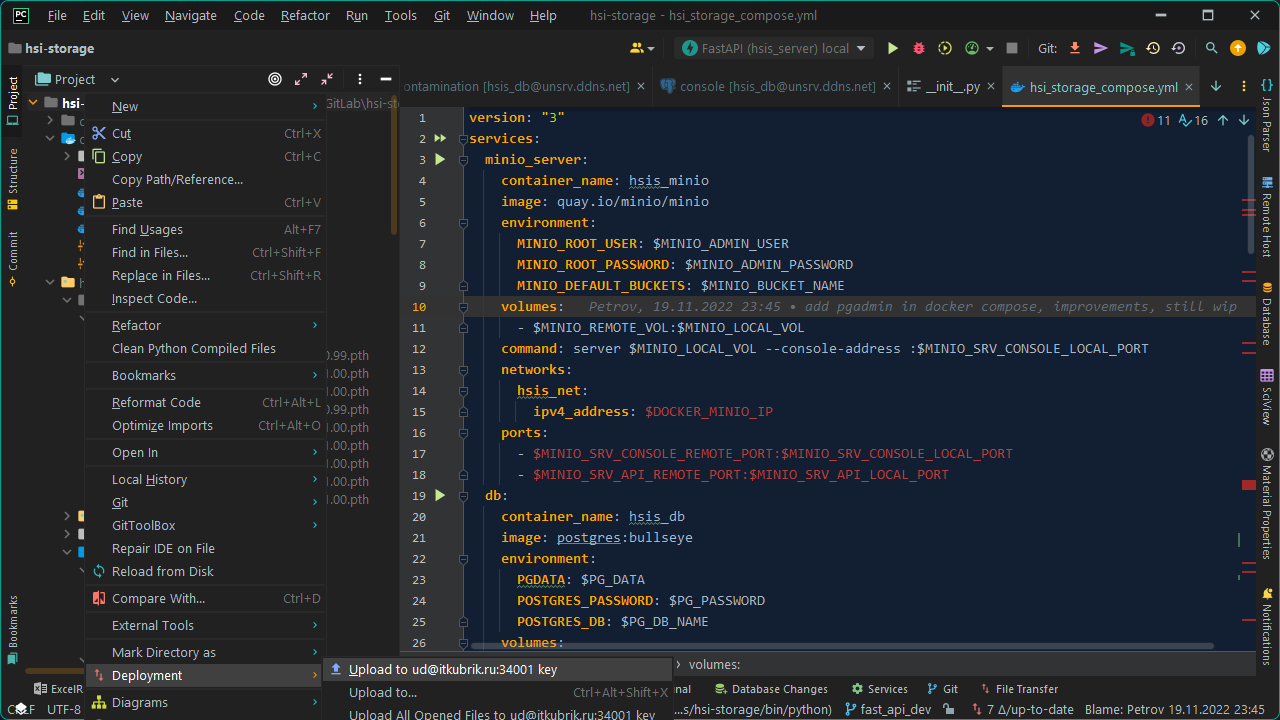 PC File Edit View Navigate Code Refactor Run Tools Git Window Help hsi-storage - hsi_storage_compose.yml
hsi-storage FastAPI (hsis_server) local Git:
Project
ontamination [hsis_db@unsrv.ddns.net] console [hsis_db@unsrv.ddns.net] __init__.py hsi_storage_compose.yml
hsi- GitLab\hsi-st
Project
Structure
Commit
Bookmarks
New
Cut Ctrl+X
Copy Ctrl+C
Copy Path/Reference...
Paste Ctrl+V
Find Usages Alt+F7
Find in Files... Ctrl+Shift+F
Replace in Files... Ctrl+Shift+R
Inspect Code...
Refactor
Clean Python Compiled Files
Bookmarks
Reformat Code Ctrl+Alt+L
Optimize Imports Ctrl+Alt+O
Open In
Local History
Git
GitToolBox
Repair IDE on File
Reload from Disk
Compare With... Ctrl+D
External Tools
Mark Directory as
Deployment
Diagrams
0.99.pth
1.00.pth
1.00.pth
0.99.pth
1.00.pth
1.00.pth
1.00.pth
1.00.pth
1.00.pth
Upload to ud@itkubrik.ru:34001 key
Upload to... Ctrl+Alt+Shift+X
Upload All Opened Files to ud@itkubrik.ru:34001 key
11 16
1 version: "3"
2 services:
3 minio_server:
4 container_name: hsis_minio
5 image: quay.io/minio/minio
6 environment:
7 MINIO_ROOT_USER: $MINIO_ADMIN_USER
8 MINIO_ROOT_PASSWORD: $MINIO_ADMIN_PASSWORD
9 MINIO_DEFAULT_BUCKETS: $MINIO_BUCKET_NAME
10 volumes: Petrov, 19.11.2022 23:45 • add pgadmin in docker compose, improvements, still wip
11 - $MINIO_REMOTE_VOL:$MINIO_LOCAL_VOL
12 command: server $MINIO_LOCAL_VOL --console-address :$MINIO_SRV_CONSOLE_LOCAL_PORT
13 networks:
14 hsis_net:
15 ipv4_address: $DOCKER_MINIO_IP
16 ports:
17 - $MINIO_SRV_CONSOLE_REMOTE_PORT:$MINIO_SRV_CONSOLE_LOCAL_PORT
18 - $MINIO_SRV_API_REMOTE_PORT:$MINIO_SRV_API_LOCAL_PORT
19 db:
20 container_name: hsis_db
21 image: postgres:bullseye
22 environment:
23 PGDATA: $PG_DATA
24 POSTGRES_PASSWORD: $PG_PASSWORD
25 POSTGRES_DB: $PG_DB_NAME
26 volumes:
› volumes:
Json Parser
Remote Host
Database
SciView
Material Properties
Notifications
ExcelR nal Database Changes Services Git File Transfer
UTF-8 ...s/hsi-storage/bin/python) fast_api_dev 7 Δ/up-to-date Blame: Petrov 19.11.2022 23:45